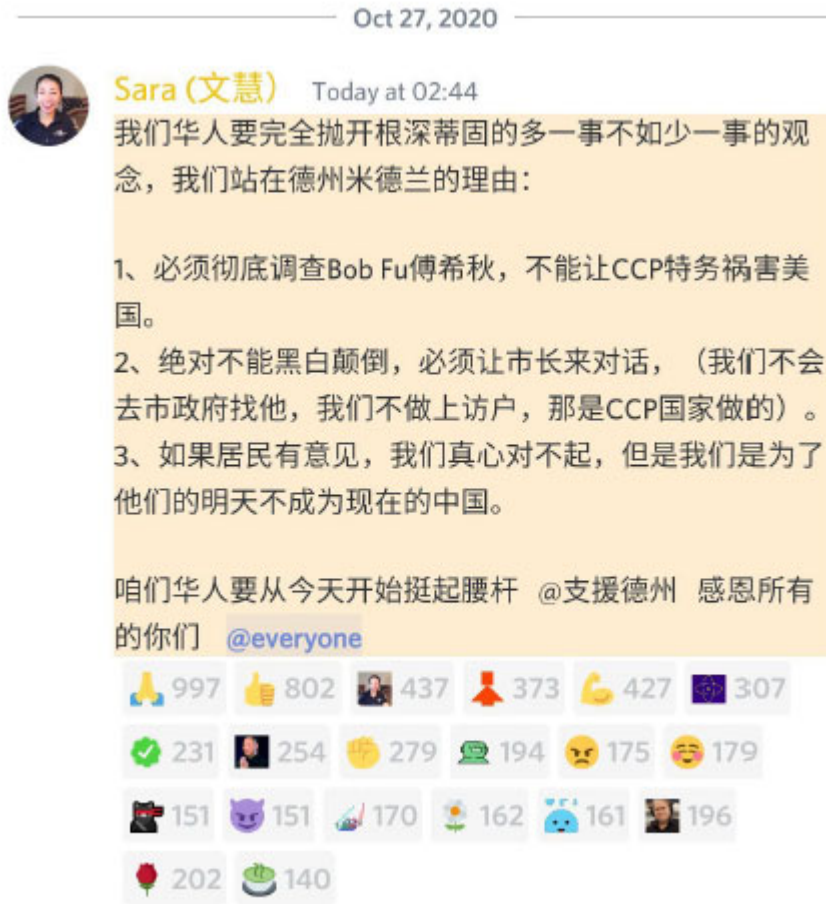 Oct 27, 2020
Sara (文慧） Today at 02:44
我们华人要完全抛开根深蒂固的多一事不如少一事的观
念，我们站在德州米德兰的理由：
1、必须彻底调查Bob Fu傅希秋，不能让CCP特务祸害美
国。
2、绝对不能黑白颠倒，必须让市长来对话，（我们不会
去市政府找他，我们不做上访户，那是CCP国家做的）。
3、如果居民有意见，我们真心对不起，但是我们是为了
他们的明天不成为现在的中国。
咱们华人要从今天开始挺起腰杆 @支援德州 感恩所有
的你们 @everyone
997 802 437 373 427 307
231 254 279 194 175 179
151 151 170 162 161 196
202 140